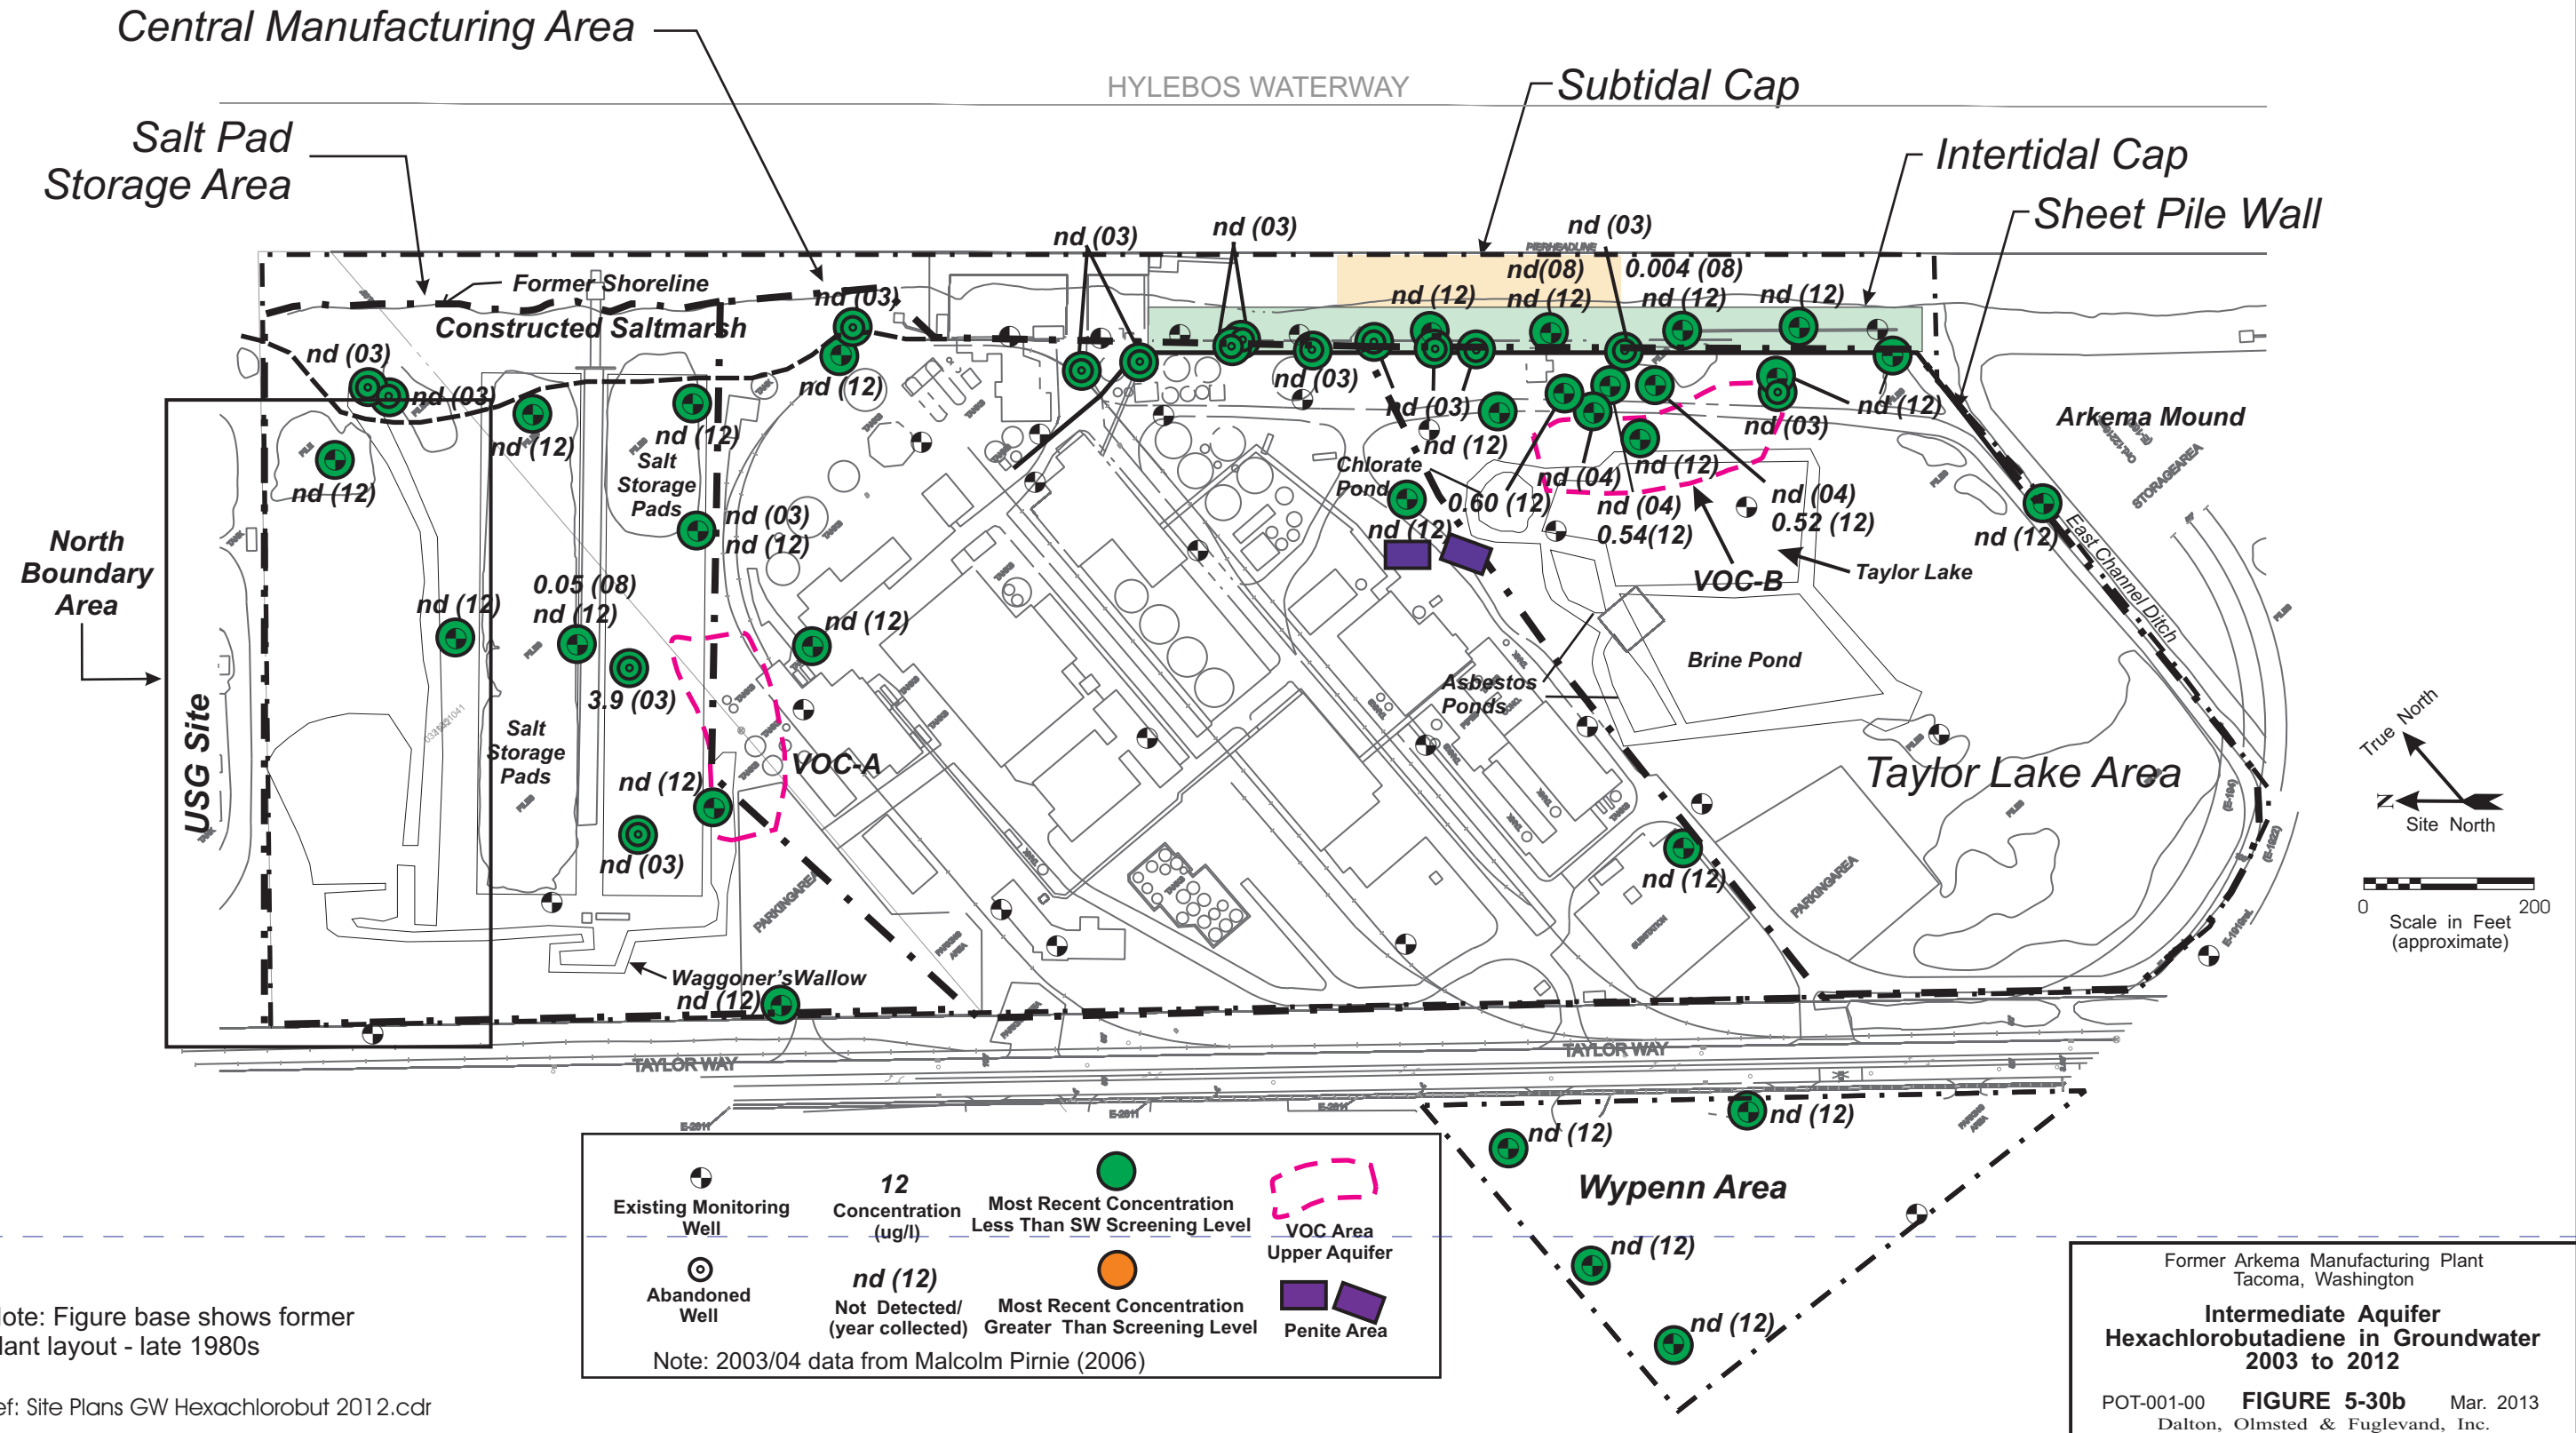 Central Manufacturing Area
HYLEBOS WATERWAY
Subtidal Cap
Salt Pad
Storage Area
Intertidal Cap
Sheet Pile Wall
nd (03)
nd (03)
nd (03)
PIERHEADLINE
nd(08)
nd (12)
0.004 (08)
nd (12)
nd (12)
nd (12)
Former Shoreline
Constructed Saltmarsh
nd (03)
nd (12)
nd (03)
nd (03)
nd (12)
nd (12)
nd (12)
nd (03)
nd (03)
nd (12)
nd (12)
nd (03)
Arkema Mound
STORAGEAREA
Salt
Storage
Pads
Chlorate
Pond
nd (12)
0.60 (12)
nd (04)
nd (12)
nd (04)
0.54(12)
nd (04)
0.52 (12)
nd (03)
nd (12)
nd (12)
East Channel Ditch
North
Boundary
Area
VOC-B
Taylor Lake
0.05 (08)
nd (12)
nd (12)
nd (12)
3.9 (03)
Asbestos
Ponds
Brine Pond
USG Site
Salt
Storage
Pads
VOC-A
nd (12)
nd (03)
Taylor Lake Area
True North
N
Site North
0
200
Scale in Feet
(approximate)
nd (12)
PARKINGAREA
PARKINGAREA
PARKING
AREA
SUBSTATION
Waggoner'sWallow
nd (12)
TAYLOR WAY
TAYLOR WAY
E-2611
E-2611
E-2611
PARKING
AREA
nd (12)
nd (12)
Wypenn Area
nd (12)
nd (12)
Existing Monitoring
Well
Abandoned
Well
12
Concentration
(ug/l)
nd (12)
Not Detected/
(year collected)
Most Recent Concentration
Less Than SW Screening Level
Most Recent Concentration
Greater Than Screening Level
VOC Area
Upper Aquifer
Penite Area
Note: 2003/04 data from Malcolm Pirnie (2006)
ote: Figure base shows former
lant layout - late 1980s
ef: Site Plans GW Hexachlorobut 2012.cdr
Former Arkema Manufacturing Plant
Tacoma, Washington
Intermediate Aquifer
Hexachlorobutadiene in Groundwater
2003 to 2012
POT-001-00 FIGURE 5-30b Mar. 2013
Dalton, Olmsted & Fuglevand, Inc.